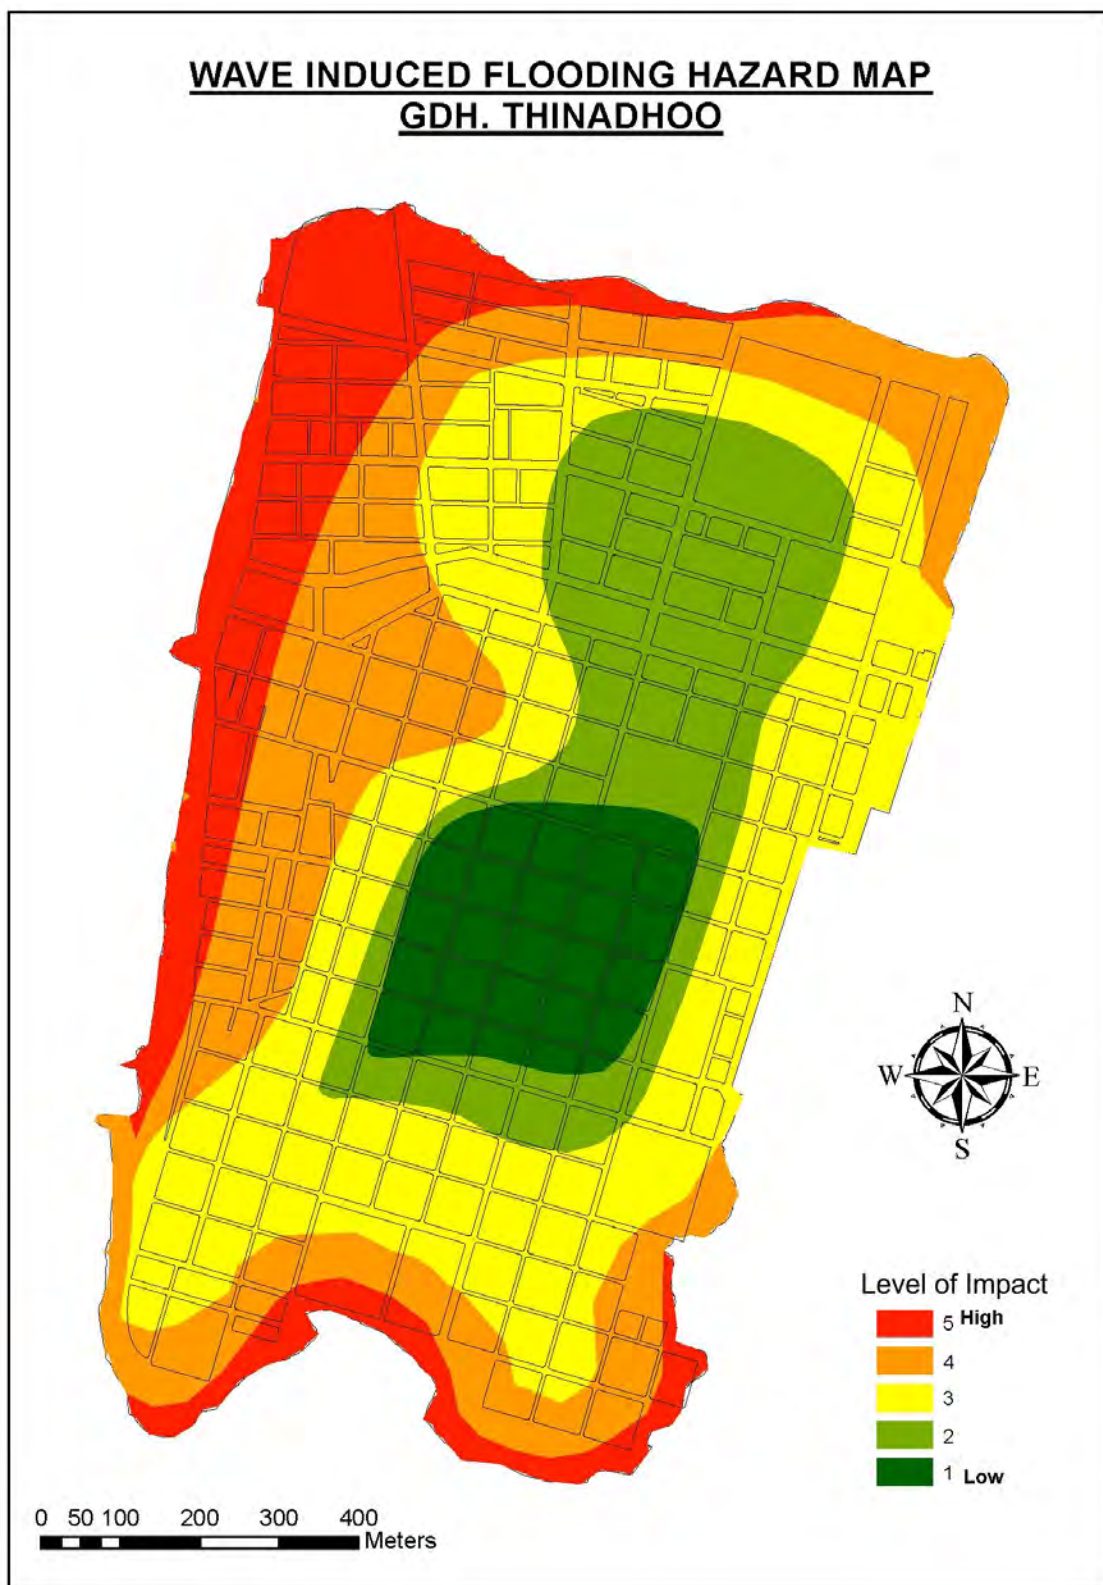 WAVE INDUCED FLOODING HAZARD MAP
GDH. THINADHOO
N
W E
S
Level of Impact
5 High
4
3
2
1 Low
0 50 100 200 300 400
Meters